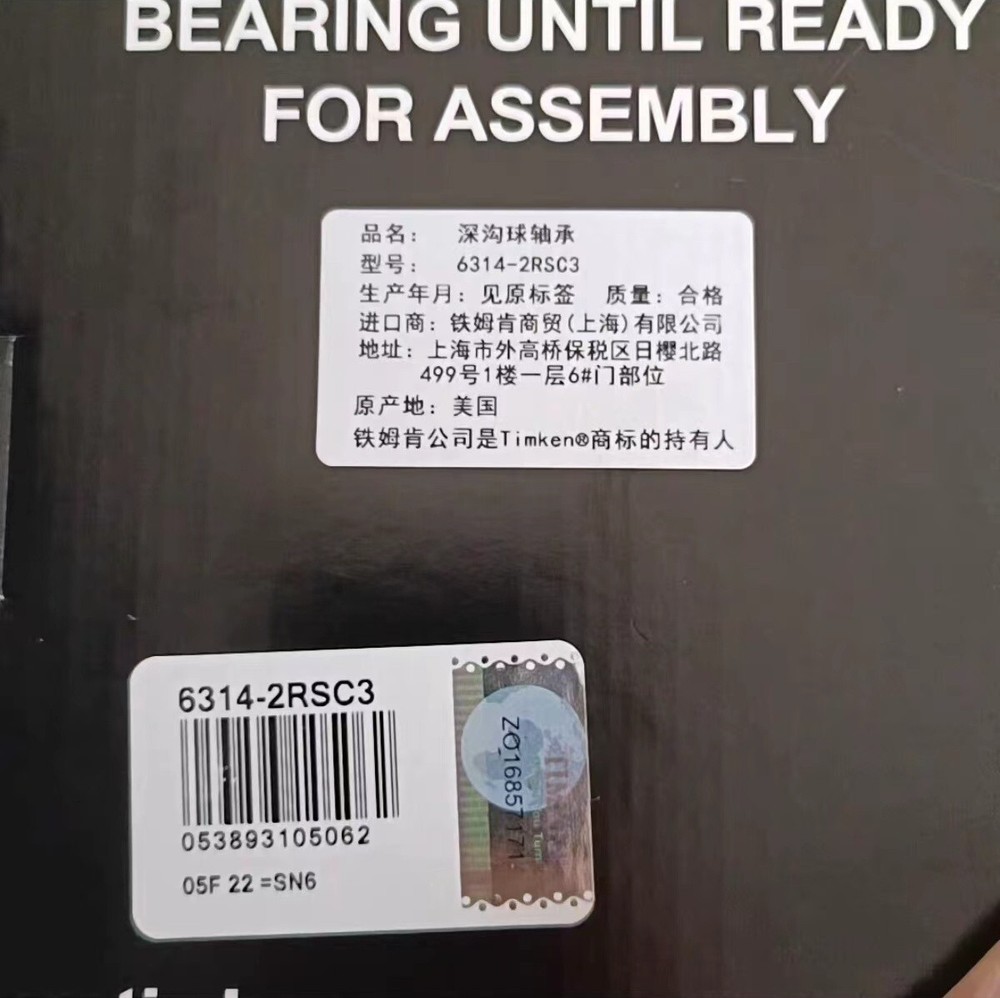 BEARING UNTIL READY
FOR ASSEMBLY
品名： 深沟球轴承
型号： 6314-2RSC3
生产年月：见原标签 质量：合格
进口商：铁姆肯商贸(上海)有限公司
地址：上海市外高桥保税区日樱北路
499号1楼一层6#门部位
原产地：美国
铁姆肯公司是Timken®商标的持有人
6314-2RSC3
053893105062
05F 22 =SN6
ZO16857171